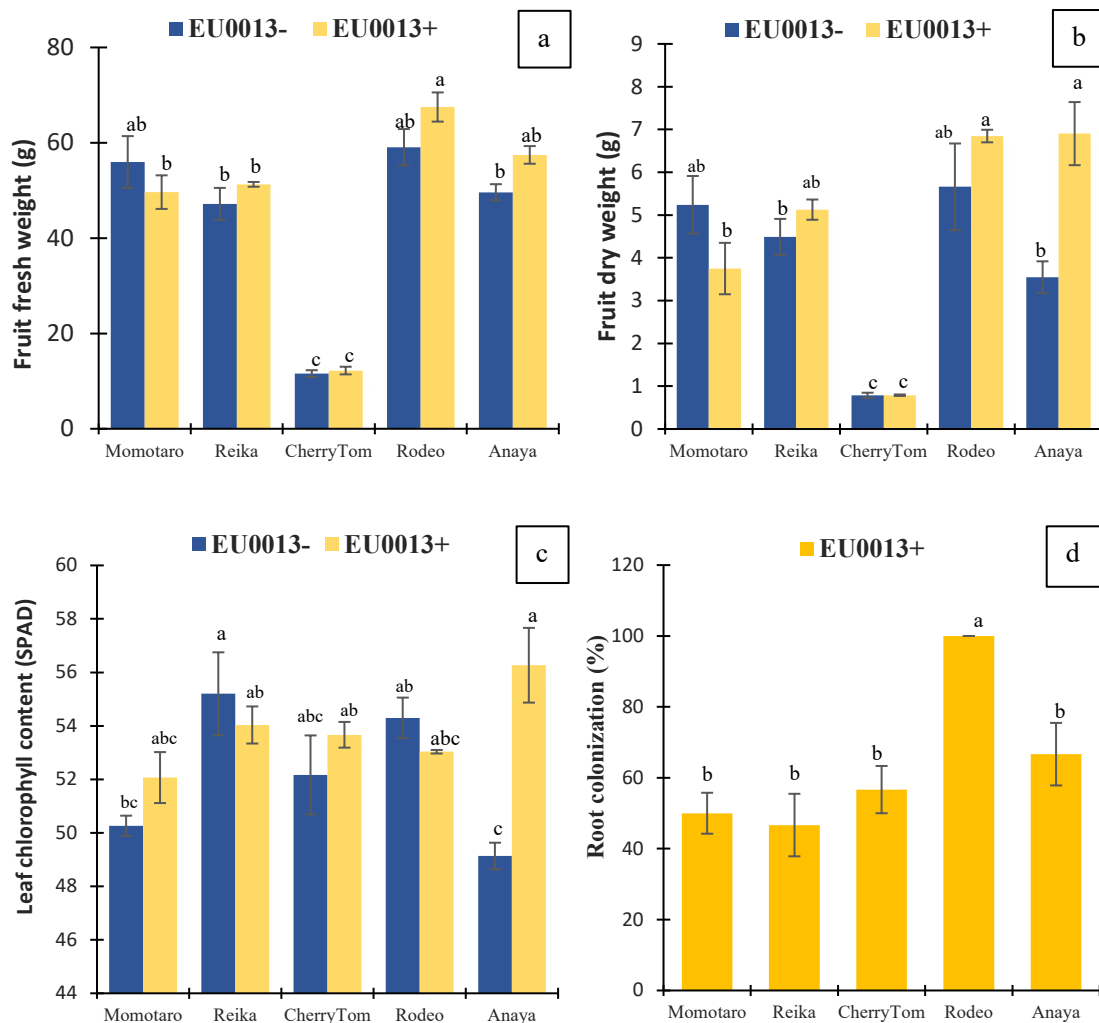 EU0013- EU0013+
a
Fruit fresh weight (g)
80
60
40
20
0
ab
b
b
b
c
c
ab
a
b
ab
Momotaro Reika CherryTom Rodeo Anaya
EU0013- EU0013+
b
Fruit dry weight (g)
9
8
7
6
5
4
3
2
1
0
ab
b
b
ab
c
c
ab
a
b
a
Momotaro Reika CherryTom Rodeo Anaya
EU0013- EU0013+
c
Leaf chlorophyll content (SPAD)
60
58
56
54
52
50
48
46
44
bc
abc
a
ab
abc
ab
ab
abc
c
a
Momotaro Reika CherryTom Rodeo Anaya
EU0013+
d
Root colonization (%)
120
100
80
60
40
20
0
b
b
b
a
b
Momotaro Reika CherryTom Rodeo Anaya